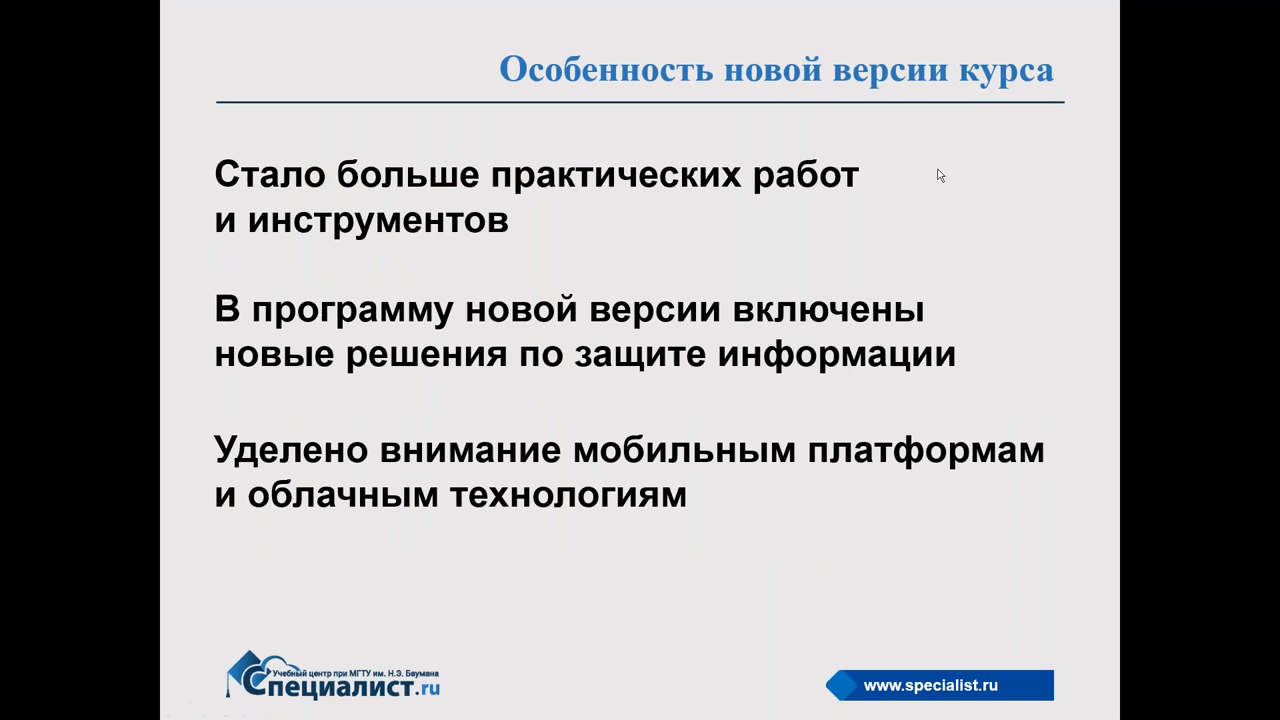 Особенность новой версии курса
Стало больше практических работ
и инструментов
В программу новой версии включены
новые решения по защите информации
Уделено внимание мобильным платформам
и облачным технологиям
Учебный центр при МГТУ им. Н.Э. Баумана
Специалист.ru
www.specialist.ru